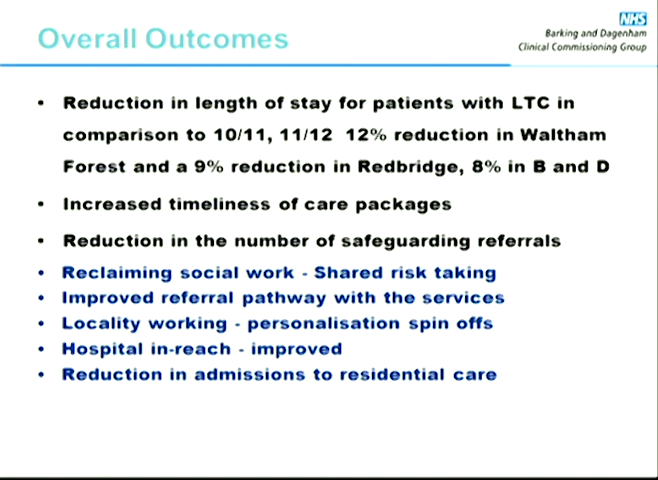 Overall Outcomes
NHS
Barking and Dagenham
Clinical Commissioning Group
• Reduction in length of stay for patients with LTC in
comparison to 10/11, 11/12 12% reduction in Waltham
Forest and a 9% reduction in Redbridge, 8% in B and D
• Increased timeliness of care packages
• Reduction in the number of safeguarding referrals
• Reclaiming social work - Shared risk taking
• Improved referral pathway with the services
• Locality working - personalisation spin offs
• Hospital in-reach - improved
• Reduction in admissions to residential care